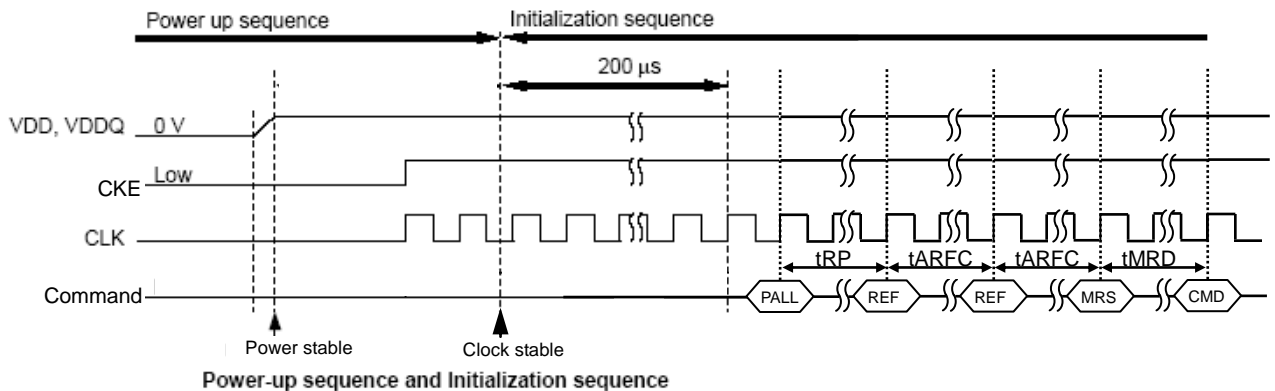 Power up sequence
Initialization sequence
200 µs
VDD, VDDQ 0 V
CKE Low
CLK
tRP tARFC tARFC tMRD
Command PALL REF REF MRS CMD
Power stable Clock stable
Power-up sequence and Initialization sequence